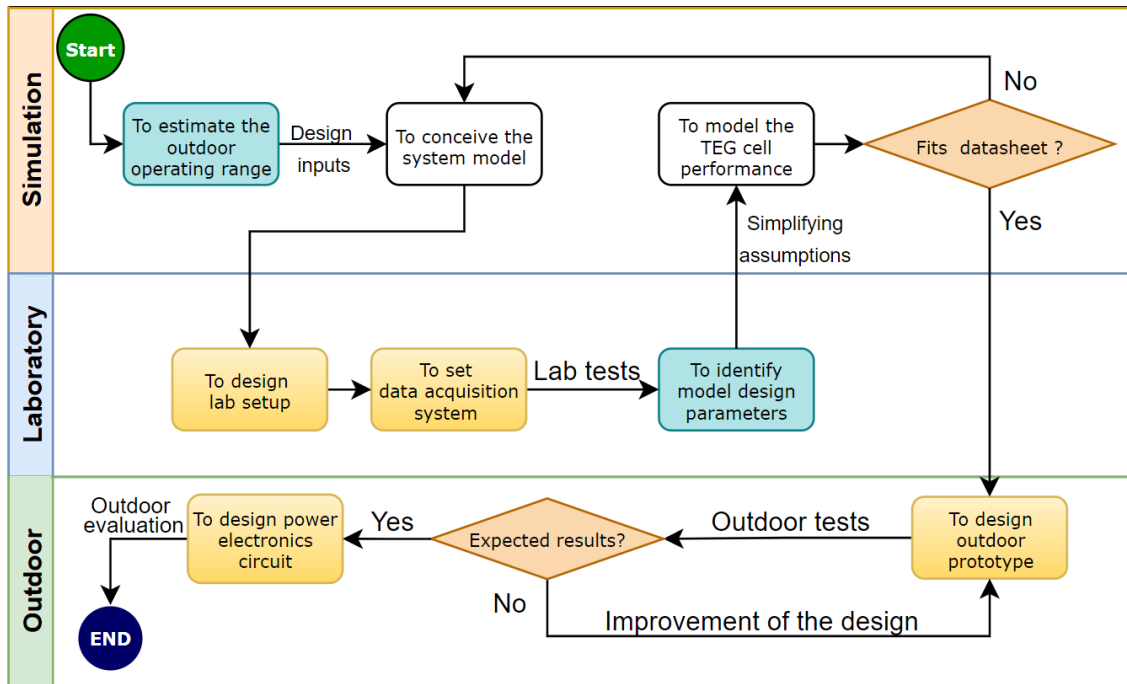 Simulation
Start
To estimate the
outdoor
operating range
Design
inputs
To conceive the
system model
To model the
TEG cell
performance
Fits datasheet ?
No
Yes
Simplifying
assumptions
Laboratory
To design
lab setup
To set
data acquisition
system
Lab tests
To identify
model design
parameters
Outdoor
Outdoor
evaluation
END
To design power
electronics
circuit
Yes
Expected results?
No
Outdoor tests
To design
outdoor
prototype
Improvement of the design